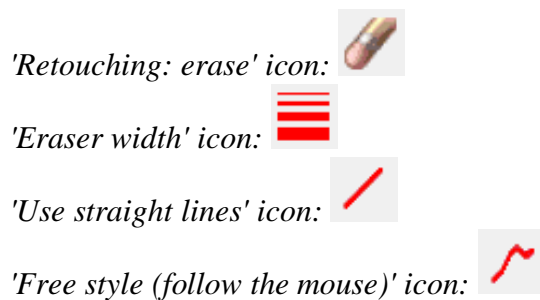 'Retouching: erase' icon:
'Eraser width' icon:
'Use straight lines' icon:
'Free style (follow the mouse)' icon: